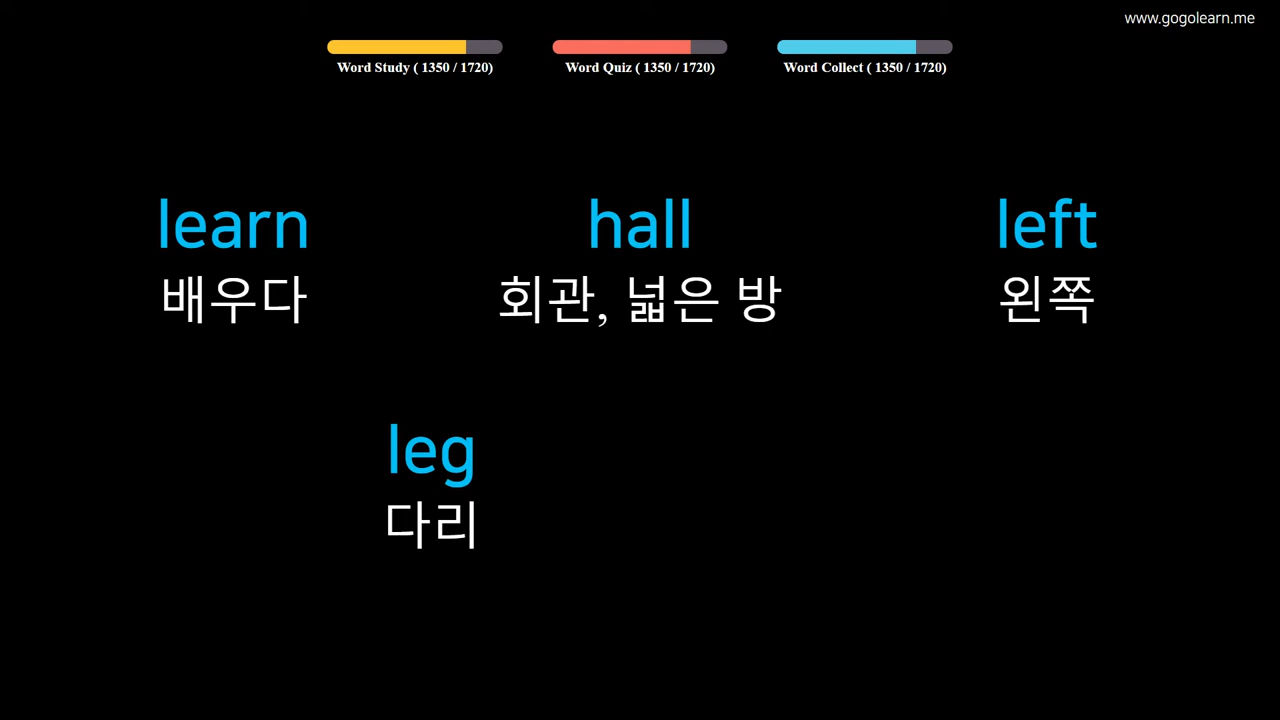 www.gogolearn.me
Word Study ( 1350 / 1720)
Word Quiz ( 1350 / 1720)
Word Collect ( 1350 / 1720)
learn
배우다
hall
회관, 넓은 방
left
왼쪽
leg
다리